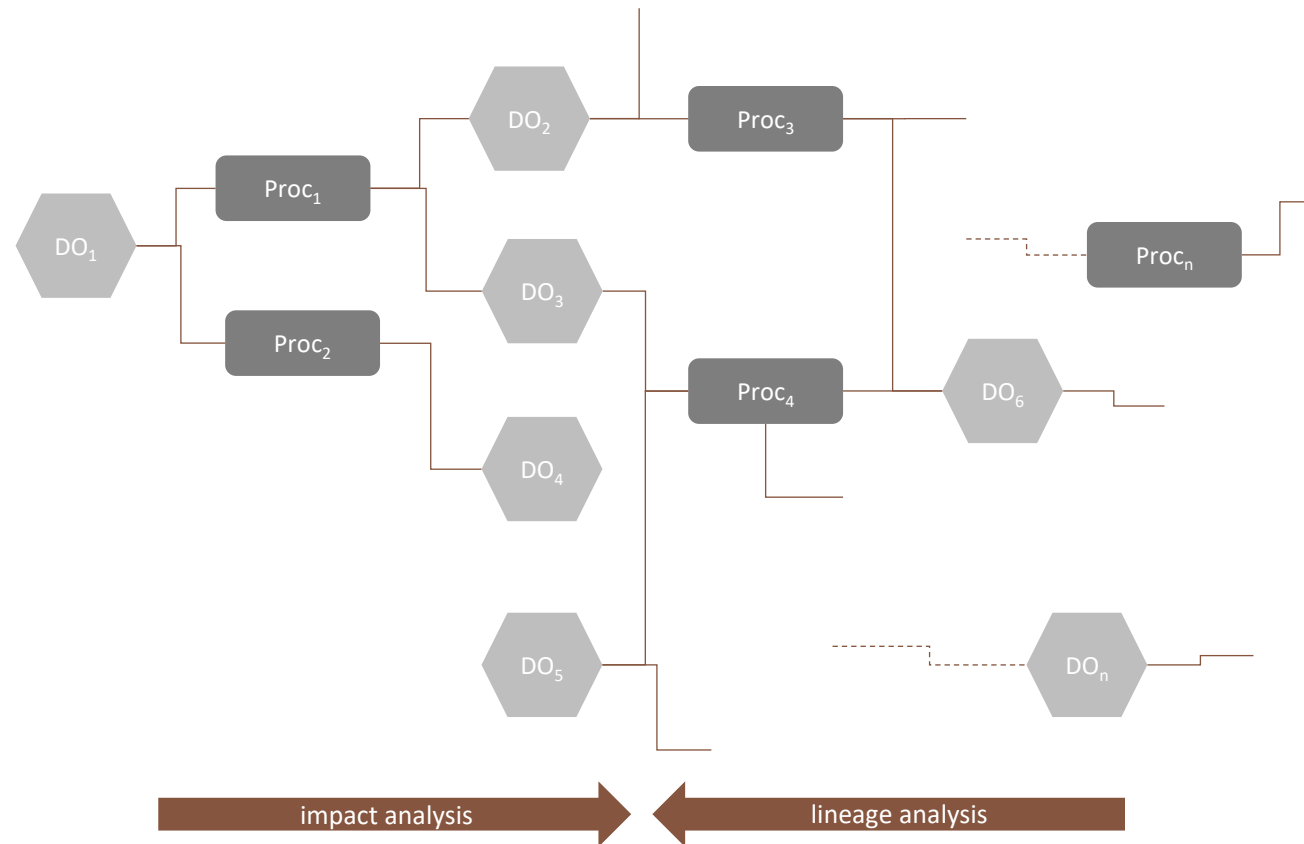 DO₂
Proc₃
Proc₁
DO₁
Procₙ
DO₃
Proc₂
Proc₄
DO₆
DO₄
DO₅
DOₙ
impact analysis
lineage analysis